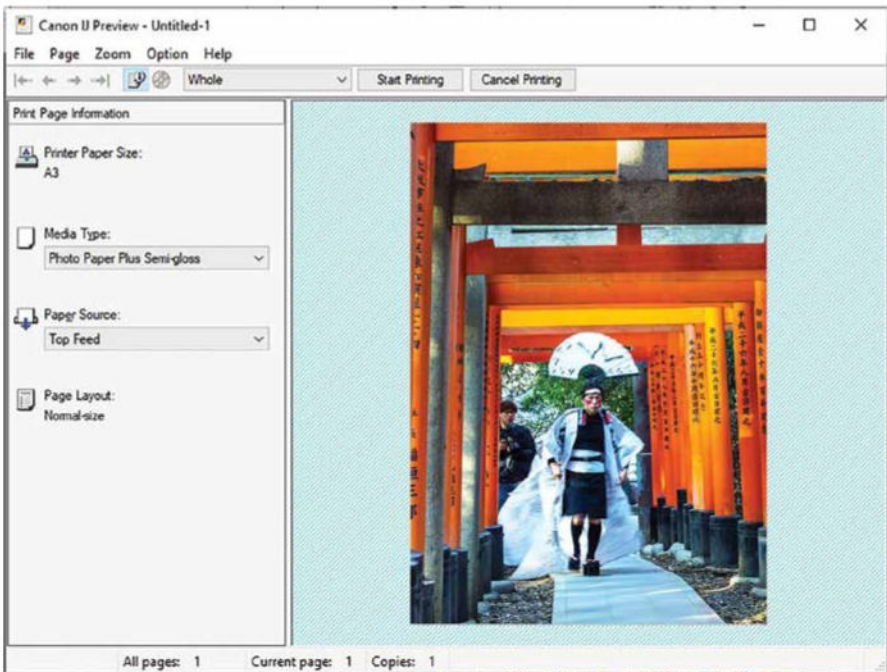 Canon IJ Preview - Untitled-1
File Page Zoom Option Help
Whole Start Printing Cancel Printing
Print Page Information
Printer Paper Size:
A3
Media Type:
Photo Paper Plus Semi-gloss
Paper Source:
Top Feed
Page Layout:
Normal-size
All pages: 1 Current page: 1 Copies: 1